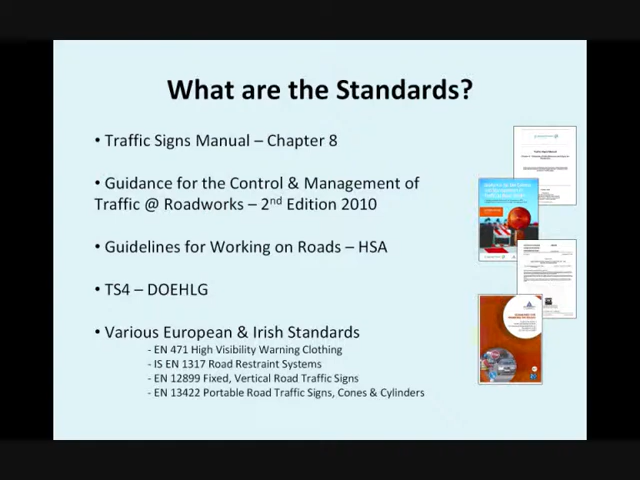 What are the Standards?
• Traffic Signs Manual – Chapter 8
• Guidance for the Control & Management of
Traffic @ Roadworks – 2nd Edition 2010
• Guidelines for Working on Roads – HSA
• TS4 – DOEHLG
• Various European & Irish Standards
- EN 471 High Visibility Warning Clothing
- IS EN 1317 Road Restraint Systems
- EN 12899 Fixed, Vertical Road Traffic Signs
- EN 13422 Portable Road Traffic Signs, Cones & Cylinders